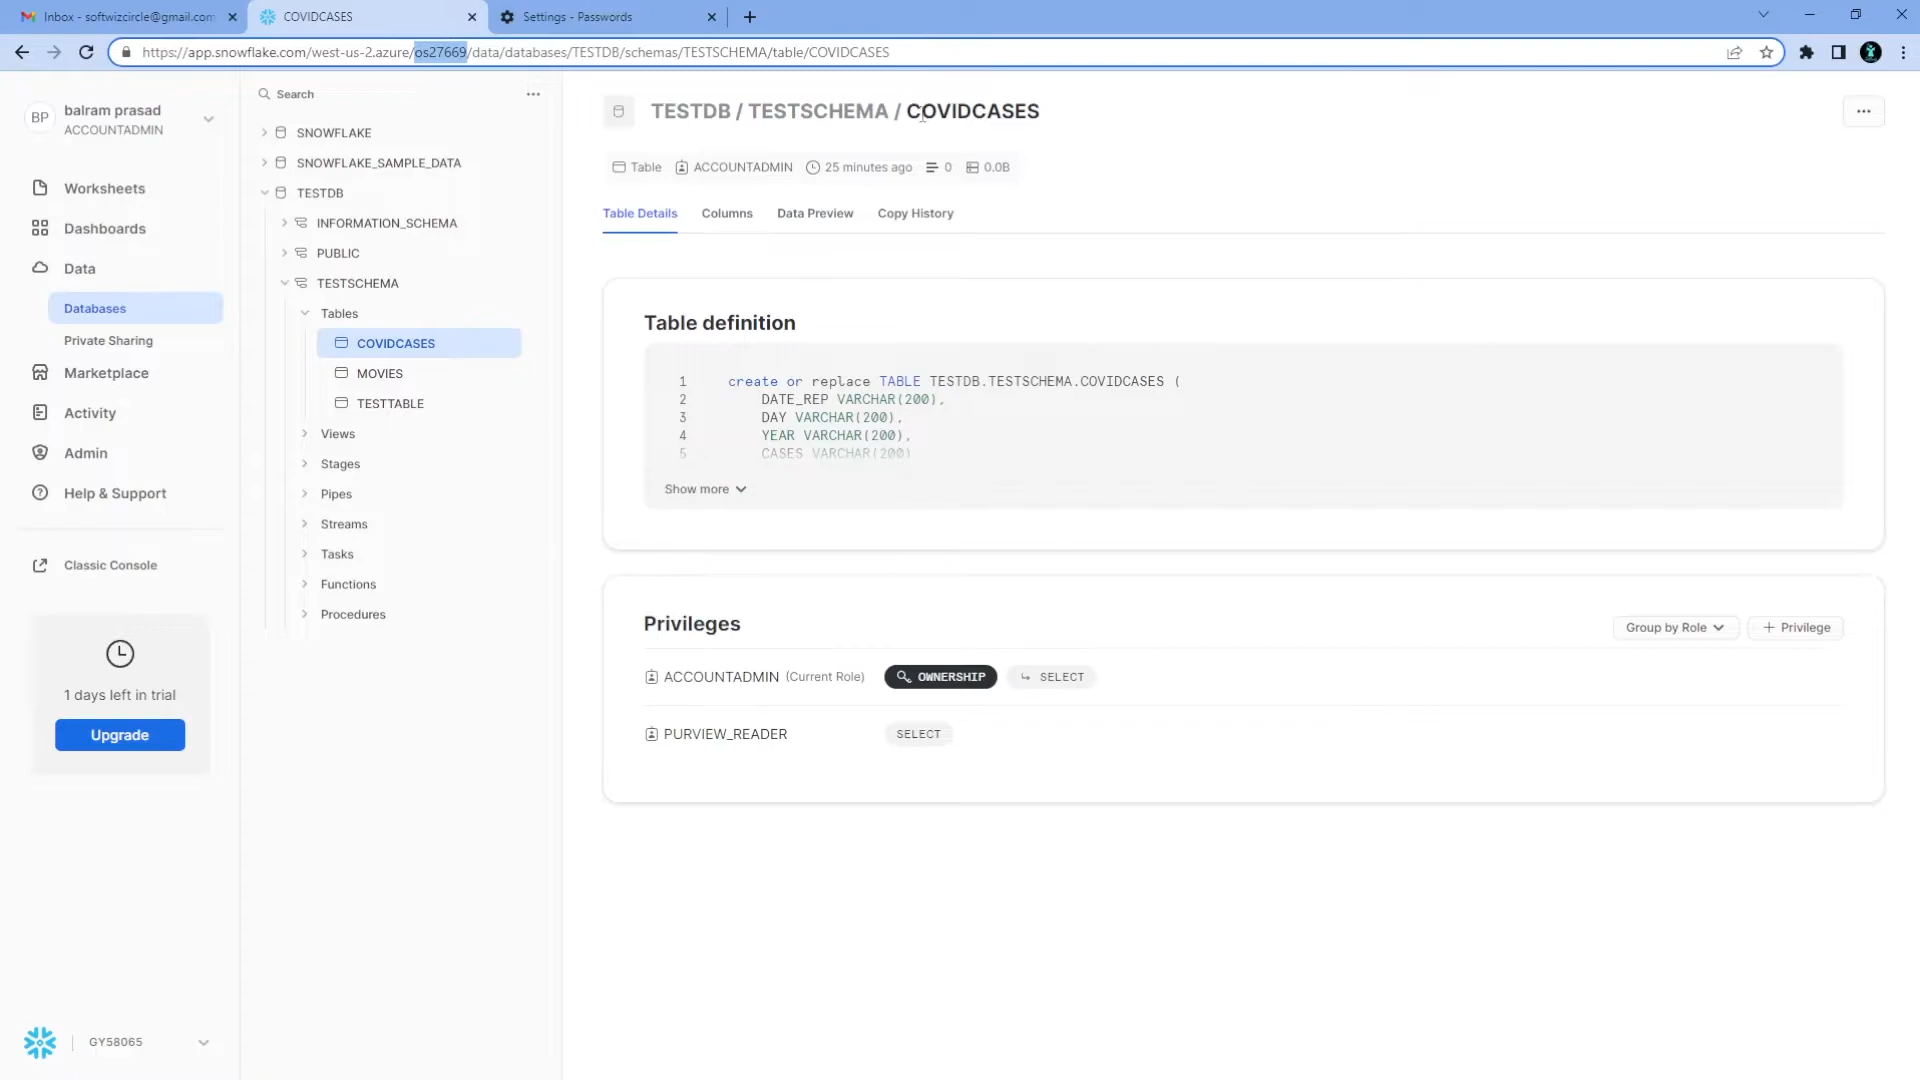 Inbox - softwizcircle@gmail.com
COVIDCASES
Settings - Passwords
https://app.snowflake.com/west-us-2.azure/os27669/data/databases/TESTDB/schemas/TESTSCHEMA/table/COVIDCASES
BP
balram prasad
ACCOUNTADMIN
Worksheets
Dashboards
Data
Databases
Private Sharing
Marketplace
Activity
Admin
Help & Support
Classic Console
1 days left in trial
Upgrade
GY58065
Search
SNOWFLAKE
SNOWFLAKE_SAMPLE_DATA
TESTDB
INFORMATION_SCHEMA
PUBLIC
TESTSCHEMA
Tables
COVIDCASES
MOVIES
TESTTABLE
Views
Stages
Pipes
Streams
Tasks
Functions
Procedures
TESTDB / TESTSCHEMA / COVIDCASES
Table ACCOUNTADMIN 25 minutes ago 0 0.0B
Table Details Columns Data Preview Copy History
Table definition
1 create or replace TABLE TESTDB.TESTSCHEMA.COVIDCASES (
2 DATE_REP VARCHAR(200),
3 DAY VARCHAR(200),
4 YEAR VARCHAR(200),
5 CASES VARCHAR(200)
Show more
Privileges
Group by Role
+ Privilege
ACCOUNTADMIN (Current Role) OWNERSHIP SELECT
PURVIEW_READER SELECT